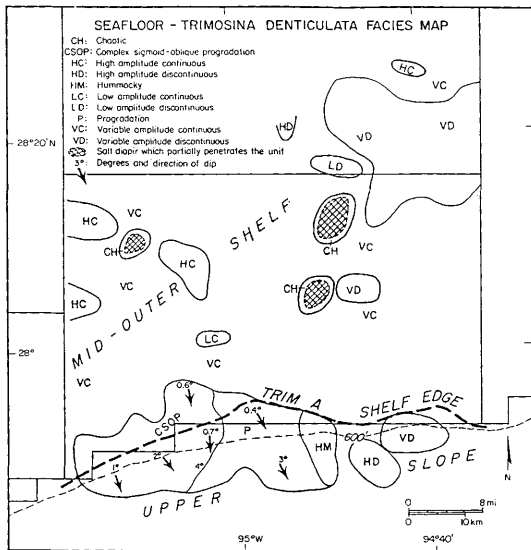 SEAFLOOR - TRIMOSINA DENTICULATA FACIES MAP
CH: Chaotic
CSOP: Complex sigmoid-oblique progradation
HC: High amplitude continuous
HD: High amplitude discontinuous
HM: Hummocky
LC: Low amplitude continuous
LD: Low amplitude discontinuous
P: Progradation
VC: Variable amplitude continuous
VD: Variable amplitude discontinuous
Salt diapir which partially penetrates the unit
3° Degrees and direction of dip
28°20'N
28°
HC
VC
HD
VD
VD
LD
HC
VC
CH
HC
VC
HC
CH
VC
CH
VD
VC
MID-OUTER SHELF
LC
VC
VC
0.6°
TRIM A
SHELF EDGE
CSOP
0.7°
0.4°
P
600'
VD
2°
4°
1°
3°
HM
HD
UPPER SLOPE
0 8 mi
0 10 km
N
95°W
94°40'